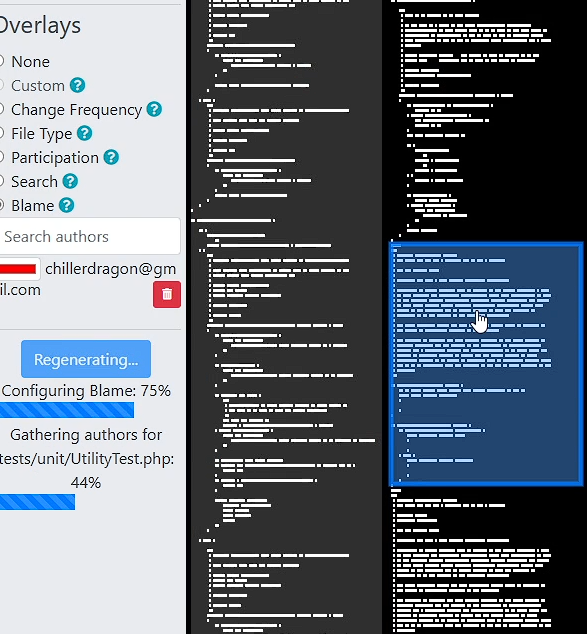 Overlays
None
Custom ?
Change Frequency ?
File Type ?
Participation ?
Search ?
Blame ?
Search authors
chillerdragon@gm
il.com
Regenerating...
Configuring Blame: 75%
Gathering authors for
tests/unit/UtilityTest.php:
44%